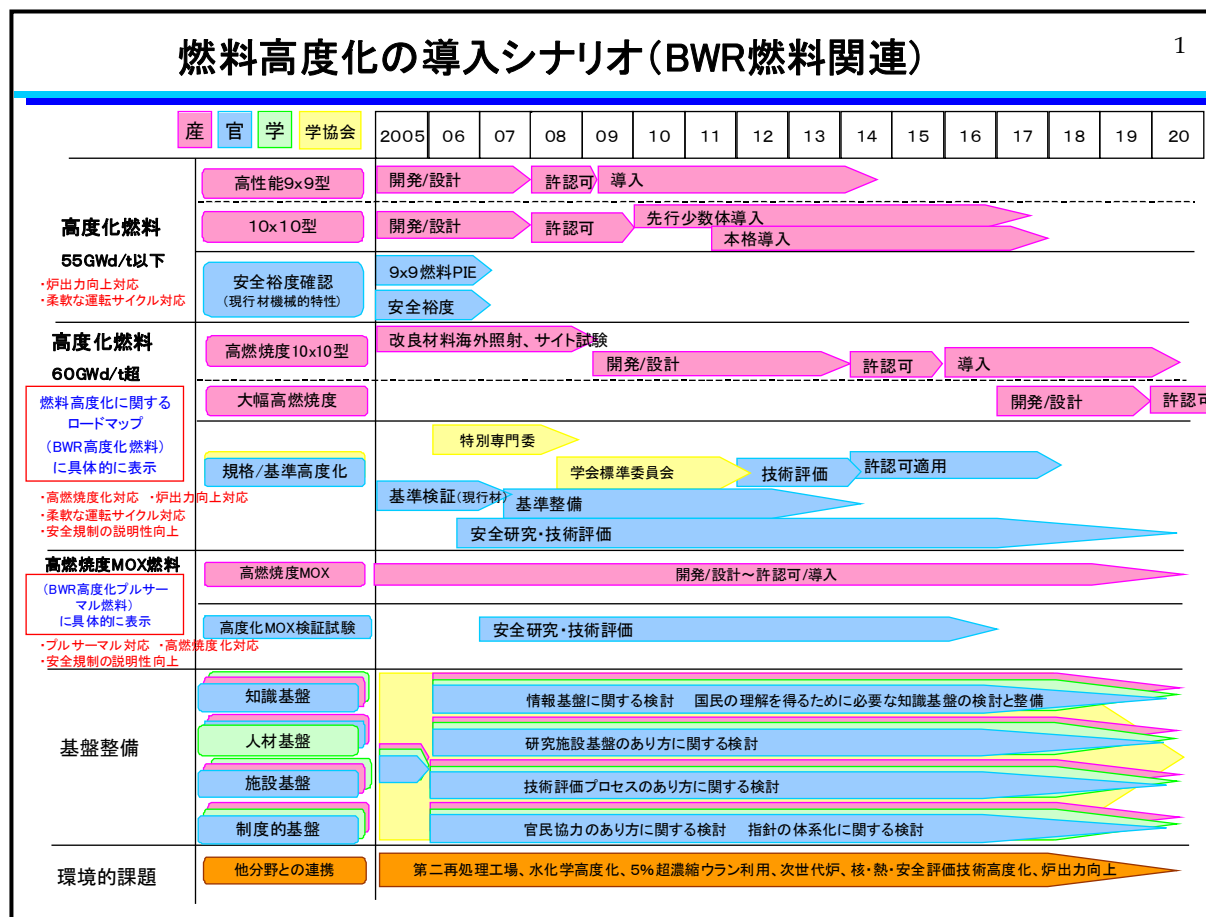 燃料高度化の導入シナリオ(BWR燃料関連)
1
産 官 学 学協会
2005 06 07 08 09 10 11 12 13 14 15 16 17 18 19 20
高度化燃料
55GWd/t以下
・炉出力向上対応
・柔軟な運転サイクル対応
高性能9x9型
開発/設計 許認可 導入
10x10型
開発/設計 許認可 先行少数体導入
本格導入
安全裕度確認
(現行材機械的特性)
9x9燃料PIE
安全裕度
高度化燃料
60GWd/t超
燃料高度化に関する
ロードマップ
(BWR高度化燃料)
に具体的に表示
・高燃焼度化対応 ・炉出力向上対応
・柔軟な運転サイクル対応
・安全規制の説明性向上
高燃焼度10x10型
改良材料海外照射、サイト試験
開発/設計 許認可 導入
大幅高燃焼度
開発/設計 許認可
規格/基準高度化
特別専門委
学会標準委員会 技術評価 許認可適用
基準検証(現行材) 基準整備
安全研究・技術評価
高燃焼度MOX燃料
(BWR高度化プルサー
マル燃料)
に具体的に表示
・プルサーマル対応 ・高燃焼度化対応
・安全規制の説明性向上
高燃焼度MOX
開発/設計~許認可/導入
高度化MOX検証試験
安全研究・技術評価
基盤整備
知識基盤
情報基盤に関する検討 国民の理解を得るために必要な知識基盤の検討と整備
人材基盤
研究施設基盤のあり方に関する検討
施設基盤
技術評価プロセスのあり方に関する検討
制度的基盤
官民協力のあり方に関する検討 指針の体系化に関する検討
環境的課題
他分野との連携
第二再処理工場、水化学高度化、5%超濃縮ウラン利用、次世代炉、核・熱・安全評価技術高度化、炉出力向上